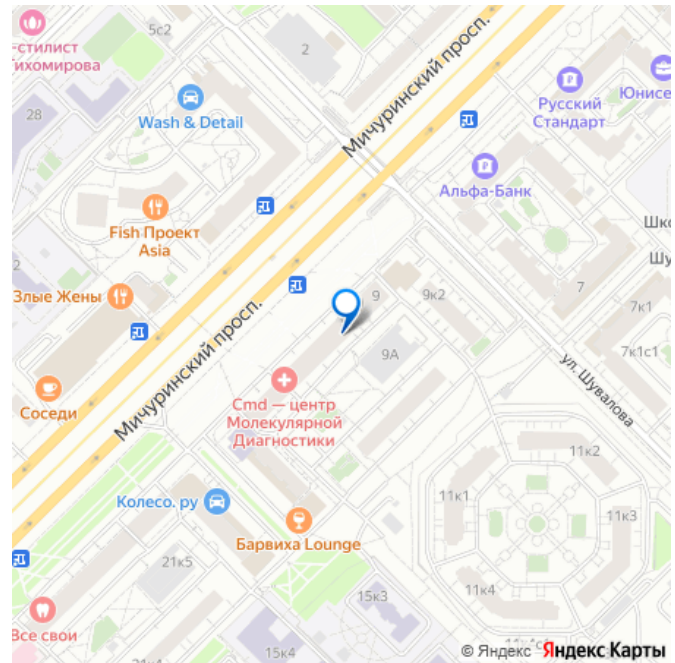 5с2
-стилист
ихомирова
2
Мичуринский просп.
28
Wash & Detail
Русский
Стандарт
Юнисе
Альфа-Банк
Fish Проект
Asia
Шко
Шу
2
Злые Жены
9
9к2
7
7к1
9А
7к1с1
Мичуринский просп.
ул. Шувалова
Соседи
Cmd — центр
Молекулярной
Диагностики
11к2
11к1
11к3
Колесо. ру
Барвиха Lounge
21к5
11к4
15к3
Все свои
15к4
© Яндекс Яндекс Карты